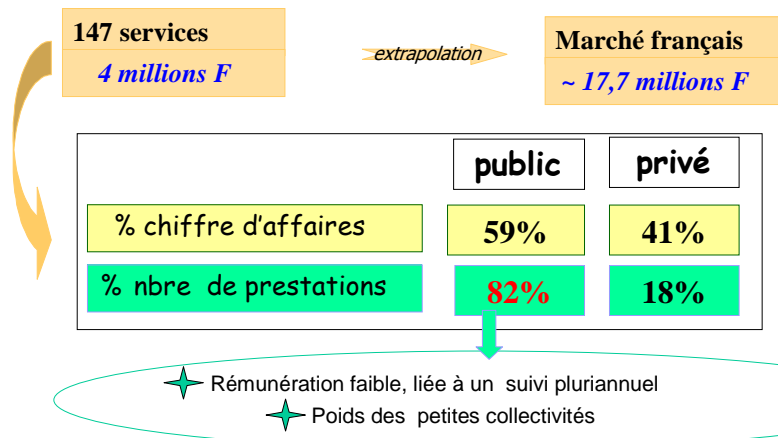 147 services
4 millions F
extrapolation
Marché français
~ 17,7 millions F
public privé
% chiffre d'affaires 59% 41%
% nbre de prestations 82% 18%
Rémunération faible, liée à un suivi pluriannuel
Poids des petites collectivités